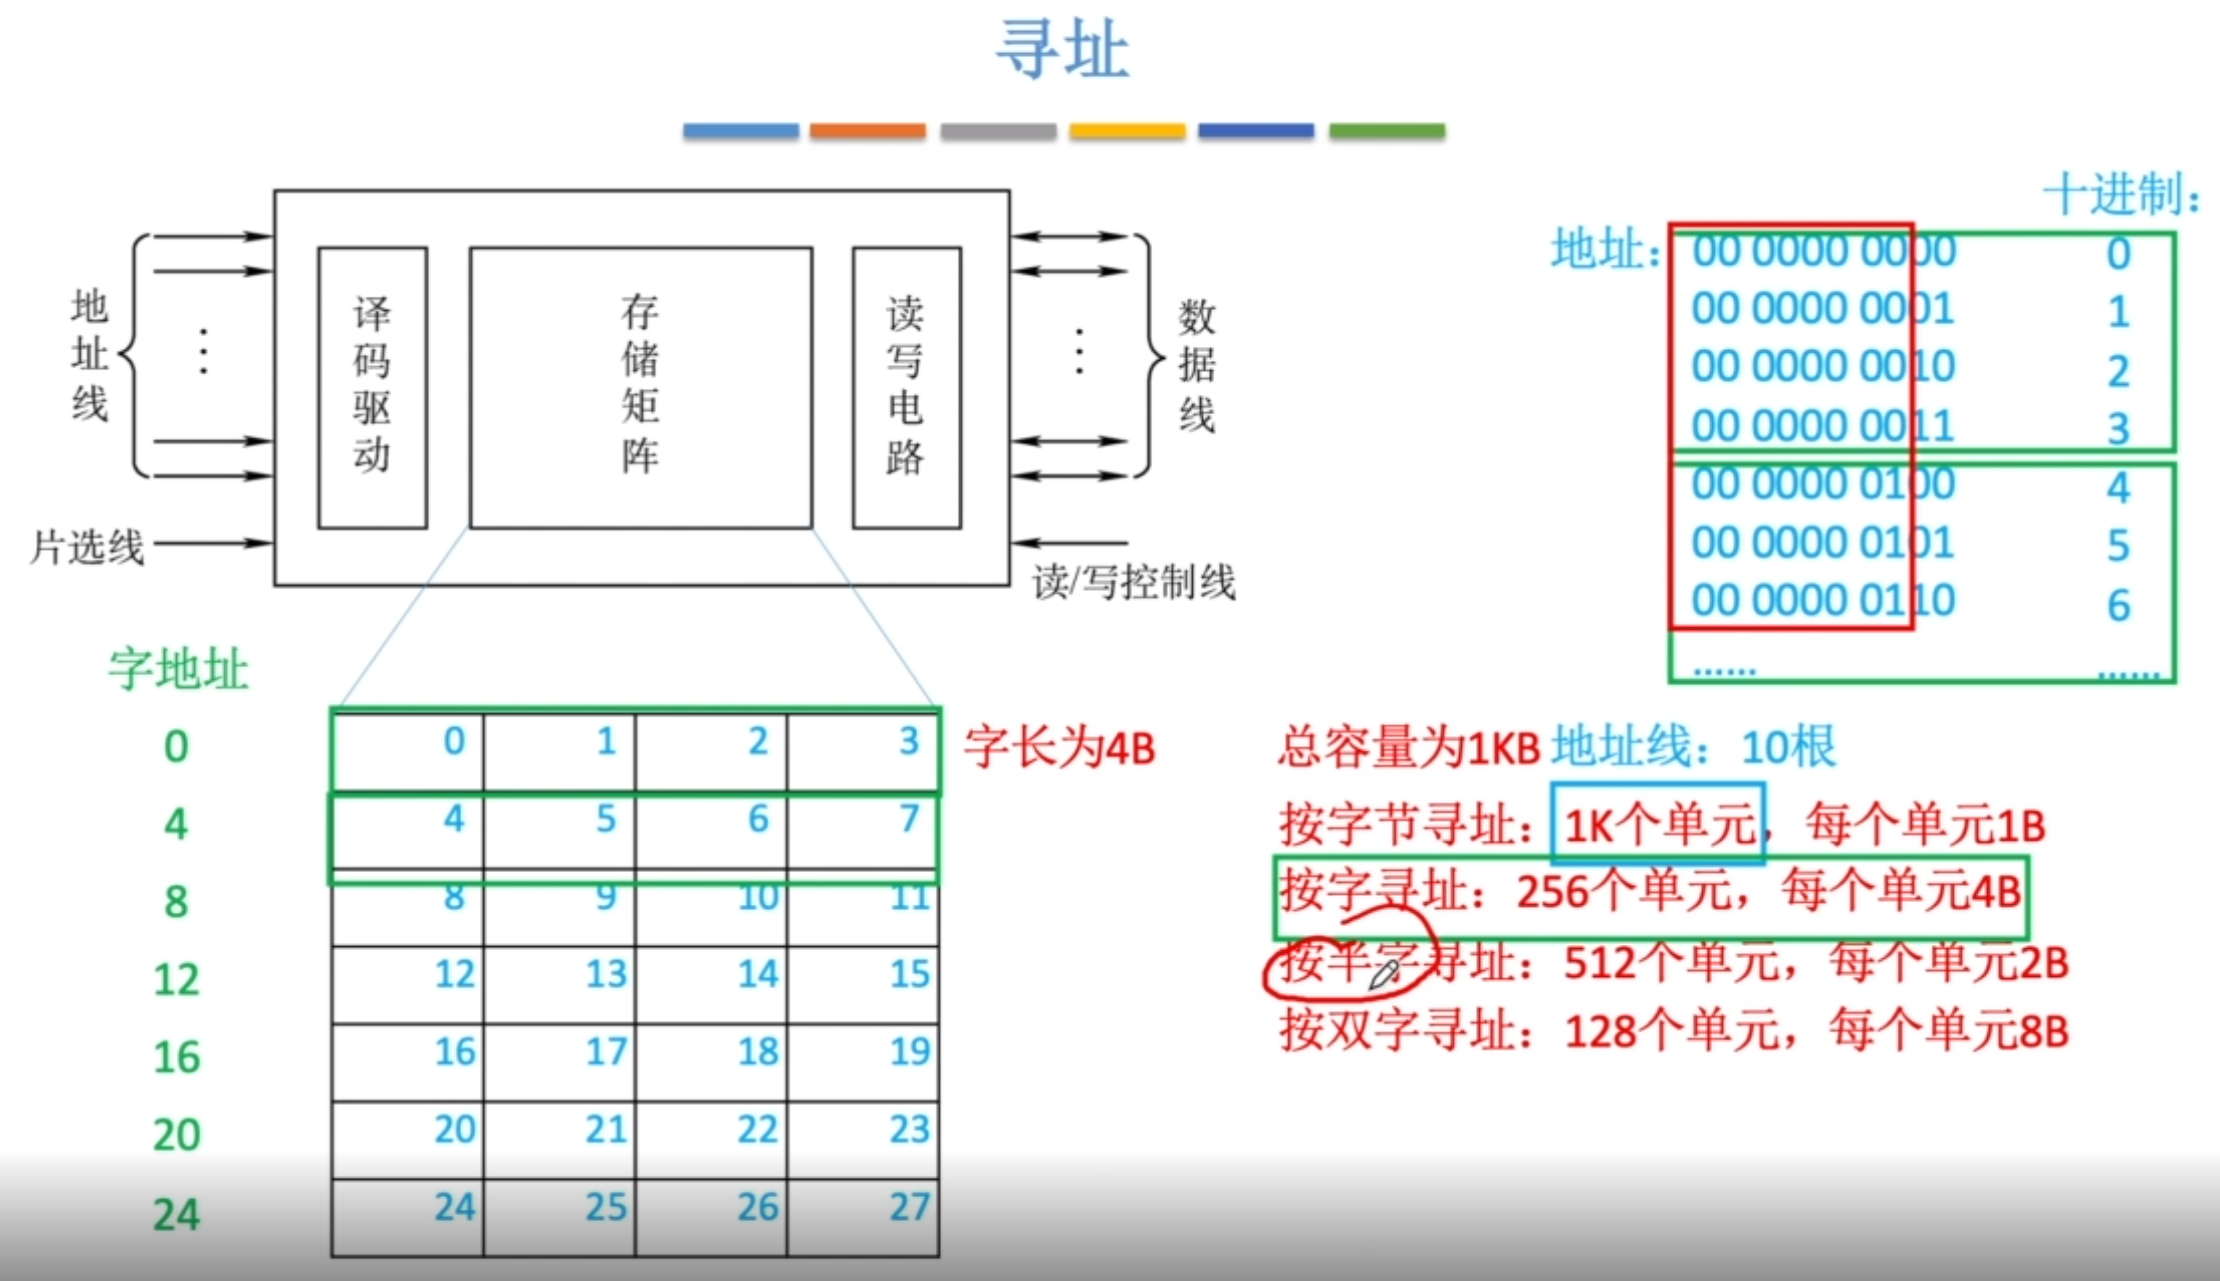 寻址
地址线
译码驱动
存储矩阵
读写电路
数据线
片选线
读/写控制线
十进制：
地址：
00 0000 0000 0
00 0000 0001 1
00 0000 0010 2
00 0000 0011 3
00 0000 0100 4
00 0000 0101 5
00 0000 0110 6
…… ……
字地址
0 0 1 2 3 字长为4B
4 4 5 6 7
8 8 9 10 11
12 12 13 14 15
16 16 17 18 19
20 20 21 22 23
24 24 25 26 27
总容量为1KB 地址线：10根
按字节寻址：1K个单元，每个单元1B
按字寻址：256个单元，每个单元4B
按半字寻址：512个单元，每个单元2B
按双字寻址：128个单元，每个单元8B